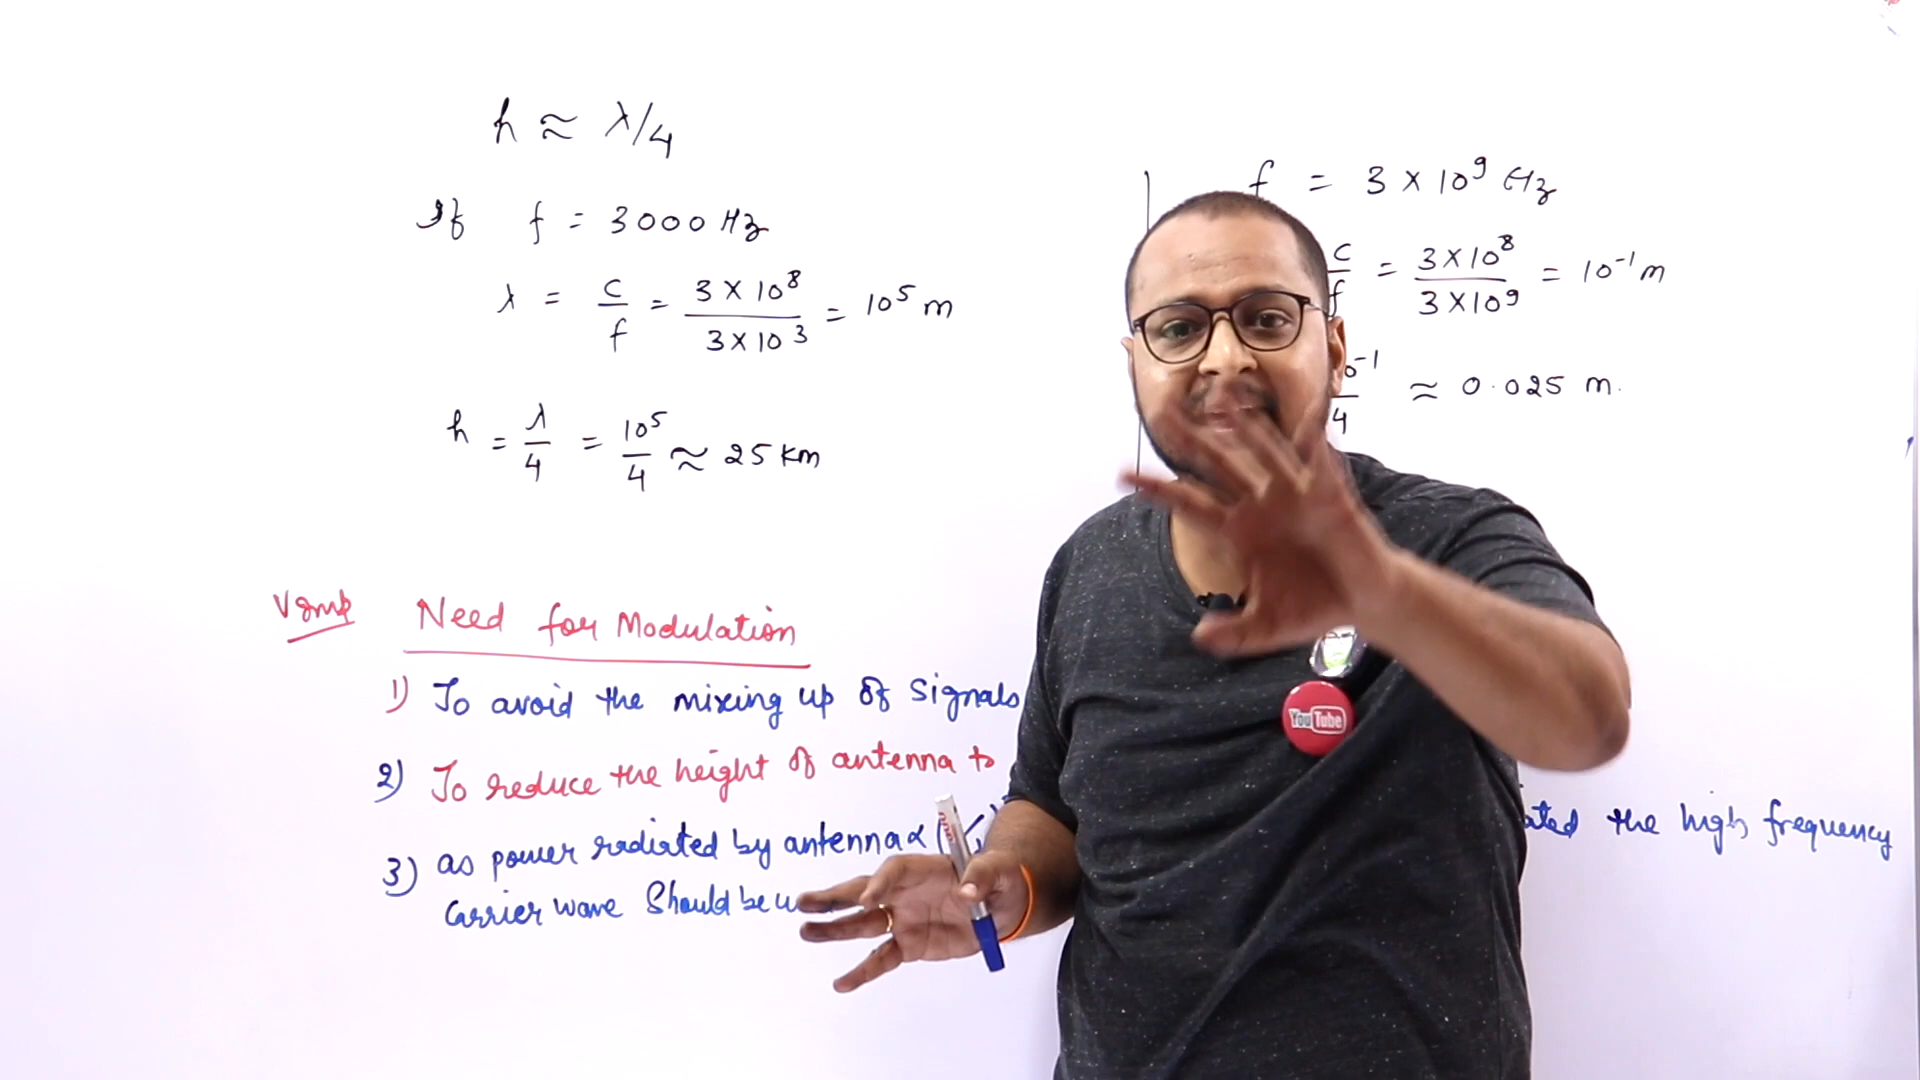 h ≈ λ/4
If f = 3000 Hz
λ = c/f = 3 × 10⁸ / 3 × 10³ = 10⁵ m
h = λ/4 = 10⁵/4 ≈ 25 km
f = 3 × 10⁹ Hz
c/f = 3 × 10⁸ / 3 × 10⁹ = 10⁻¹ m
0⁻¹/4 ≈ 0.025 m.
VImp Need for Modulation
1) To avoid the mixing up of signals
2) To reduce the height of antenna to
3) as power radiated by antenna ∝ the high frequency
Carrier wave Should be
YouTube